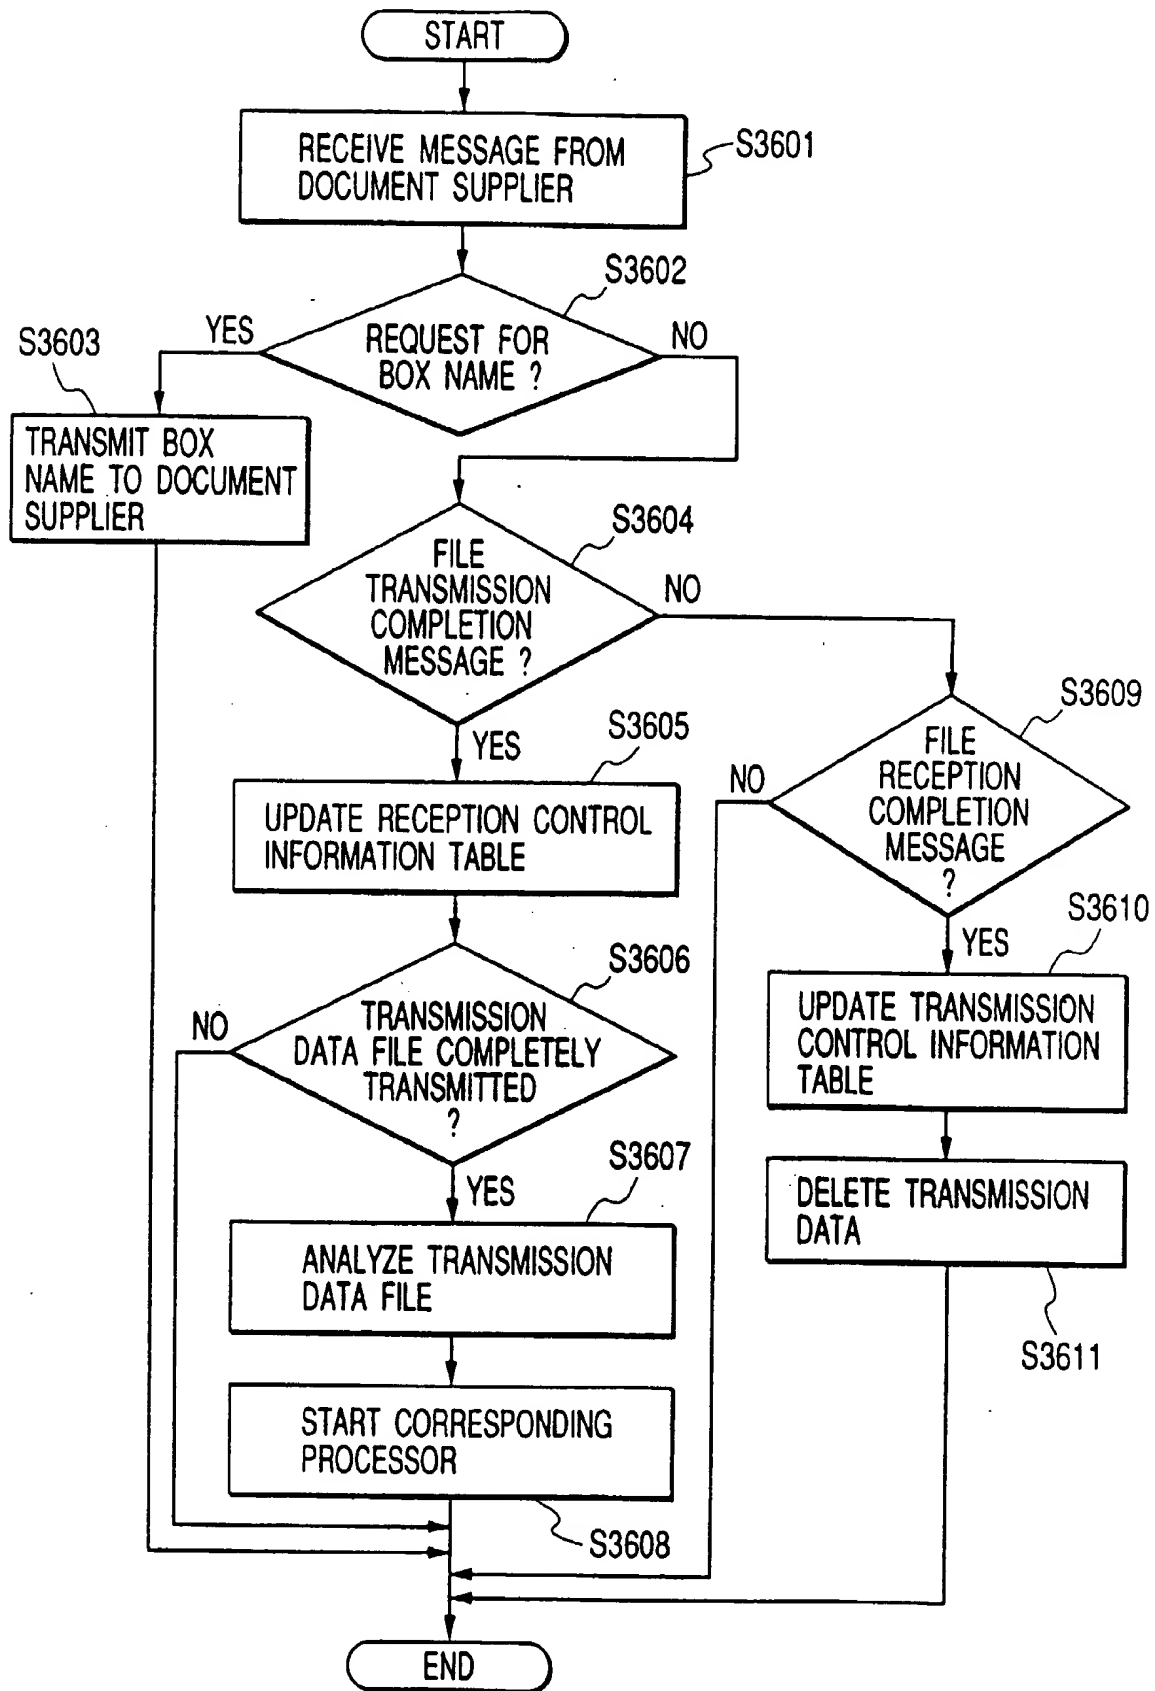 START
RECEIVE MESSAGE FROM
DOCUMENT SUPPLIER
S3601
S3602
REQUEST FOR
BOX NAME ?
YES
NO
S3603
TRANSMIT BOX
NAME TO DOCUMENT
SUPPLIER
S3604
FILE
TRANSMISSION
COMPLETION
MESSAGE ?
NO
YES
S3605
UPDATE RECEPTION CONTROL
INFORMATION TABLE
S3609
FILE
RECEPTION
COMPLETION
MESSAGE
?
NO
YES
S3606
TRANSMISSION
DATA FILE COMPLETELY
TRANSMITTED
?
NO
YES
S3610
UPDATE TRANSMISSION
CONTROL INFORMATION
TABLE
S3607
ANALYZE TRANSMISSION
DATA FILE
DELETE TRANSMISSION
DATA
S3611
START CORRESPONDING
PROCESSOR
S3608
END